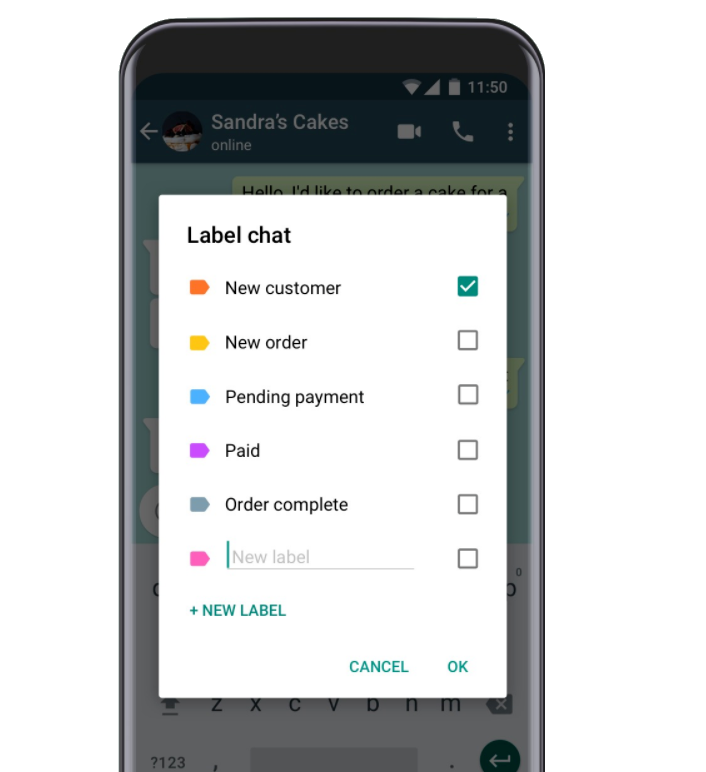 11:50
Sandra's Cakes
online
Hello, I'd like to order a cake for a
Label chat
New customer
New order
Pending payment
Paid
Order complete
New label
+ NEW LABEL
CANCEL
OK
0
p
z x c v b n m
?123 , .